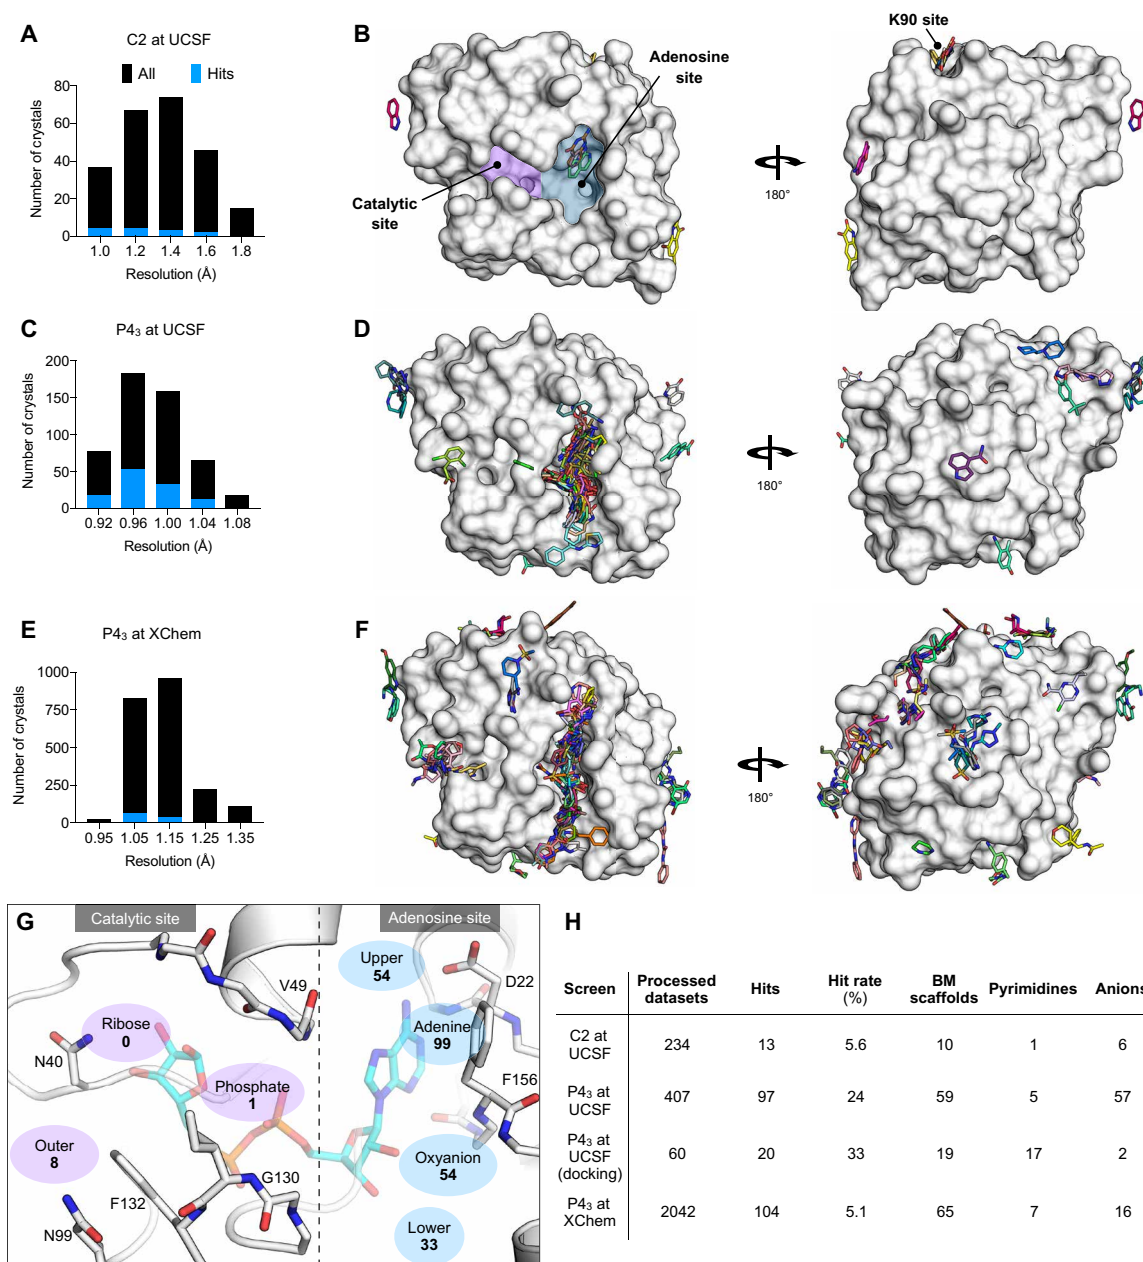 A
C2 at UCSF
All Hits
Number of crystals
80
60
40
20
0
1.0 1.2 1.4 1.6 1.8
Resolution (Å)
B
Adenosine
site
Catalytic
site
180°
K90 site
C
P4₃ at UCSF
Number of crystals
200
150
100
50
0
0.92 0.96 1.00 1.04 1.08
Resolution (Å)
D
180°
E
P4₃ at XChem
Number of crystals
1000
750
500
250
0
0.95 1.05 1.15 1.25 1.35
Resolution (Å)
F
180°
G
Catalytic site
Adenosine site
Upper
54
D22
V49
Ribose
0
Adenine
99
N40
F156
Phosphate
1
Outer
8
Oxyanion
54
G130
F132
N99
Lower
33
H
Screen Processed datasets Hits Hit rate (%) BM scaffolds Pyrimidines Anions
C2 at UCSF 234 13 5.6 10 1 6
P4₃ at UCSF 407 97 24 59 5 57
P4₃ at UCSF (docking) 60 20 33 19 17 2
P4₃ at XChem 2042 104 5.1 65 7 16